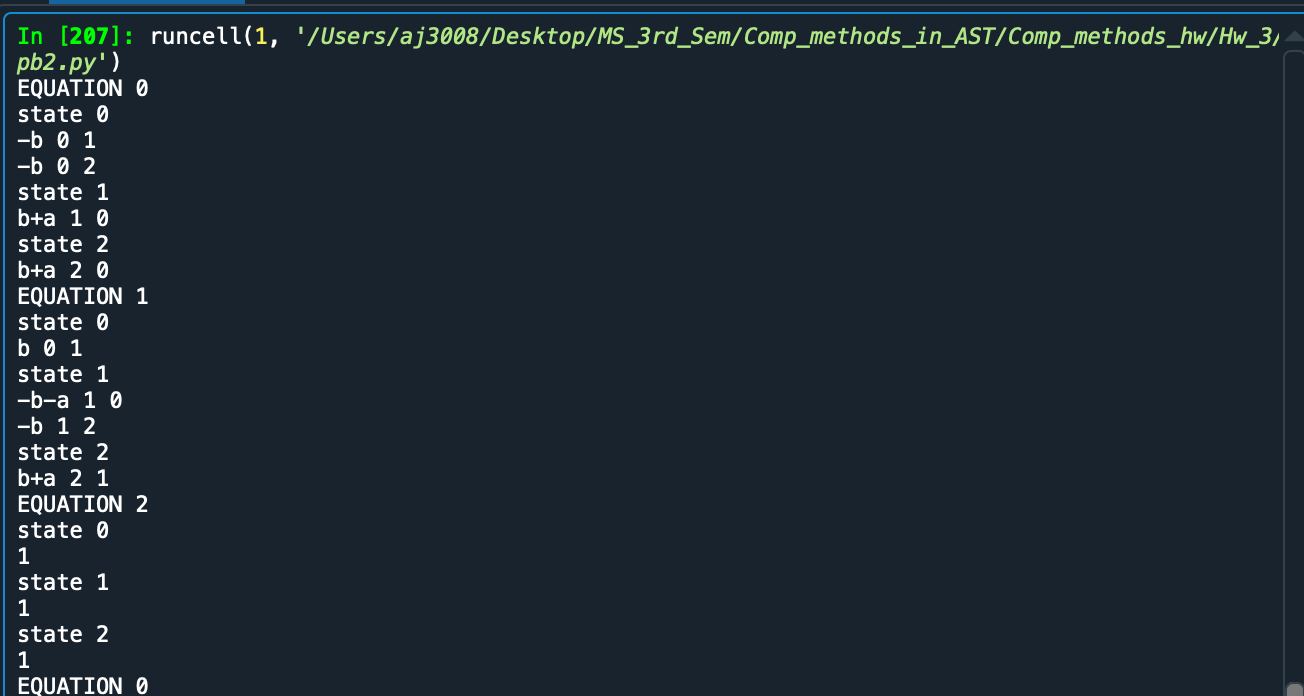 In [207]: runcell(1, '/Users/aj3008/Desktop/MS_3rd_Sem/Comp_methods_in_AST/Comp_methods_hw/Hw_3/
pb2.py')
EQUATION 0
state 0
-b 0 1
-b 0 2
state 1
b+a 1 0
state 2
b+a 2 0
EQUATION 1
state 0
b 0 1
state 1
-b-a 1 0
-b 1 2
state 2
b+a 2 1
EQUATION 2
state 0
1
state 1
1
state 2
1
EQUATION 0